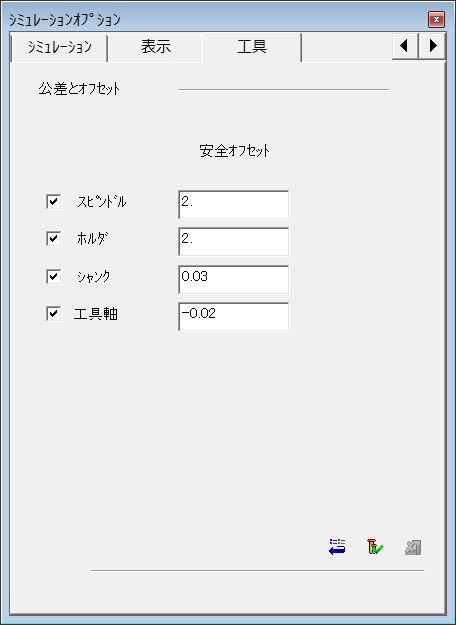 ｼﾐｭﾚｰｼｮﾝｵﾌﾟｼｮﾝ
ｼﾐｭﾚｰｼｮﾝ 表示 工具
公差とｵﾌｾｯﾄ
安全ｵﾌｾｯﾄ
ｽﾋﾟﾝﾄﾞﾙ 2.
ﾎﾙﾀﾞ 2.
ｼｬﾝｸ 0.03
工具軸 -0.02